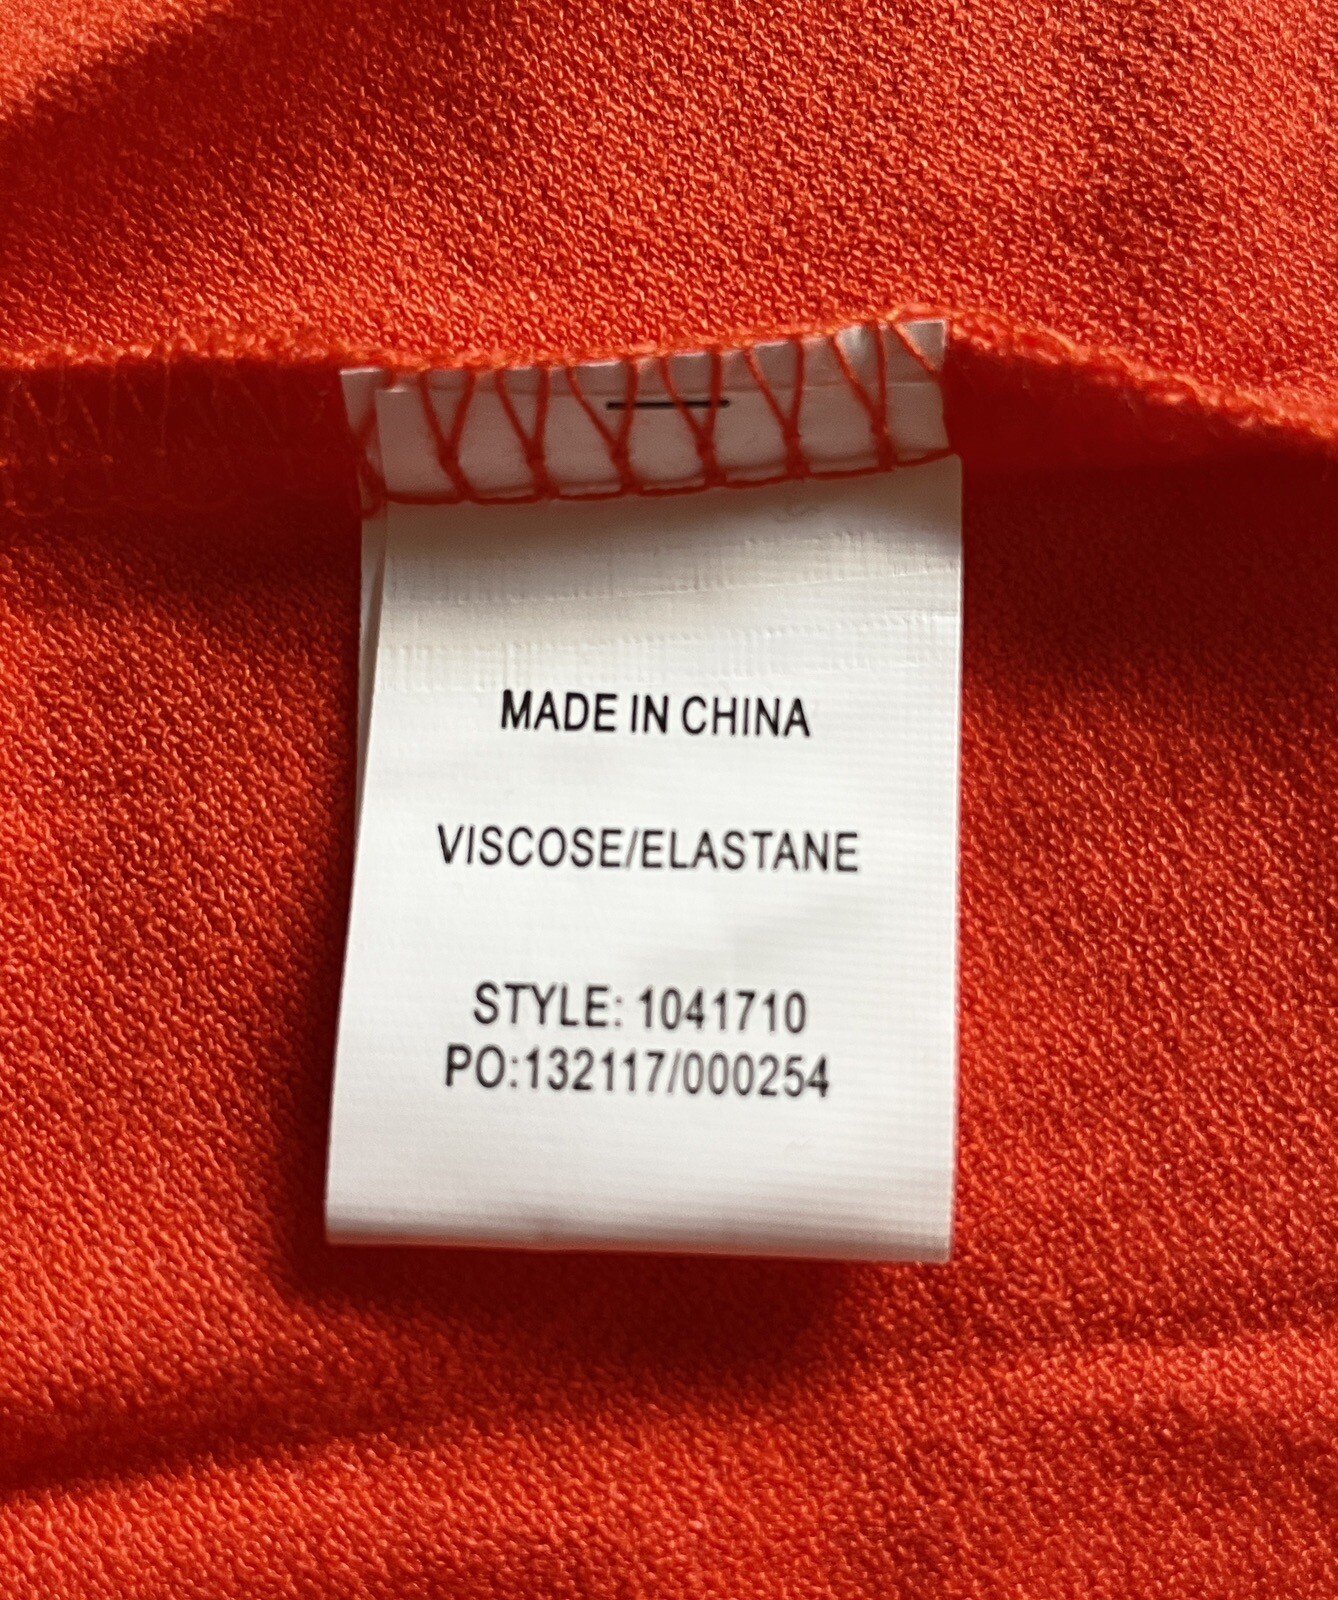 MADE IN CHINA
VISCOSE/ELASTANE
STYLE: 1041710
PO:132117/000254